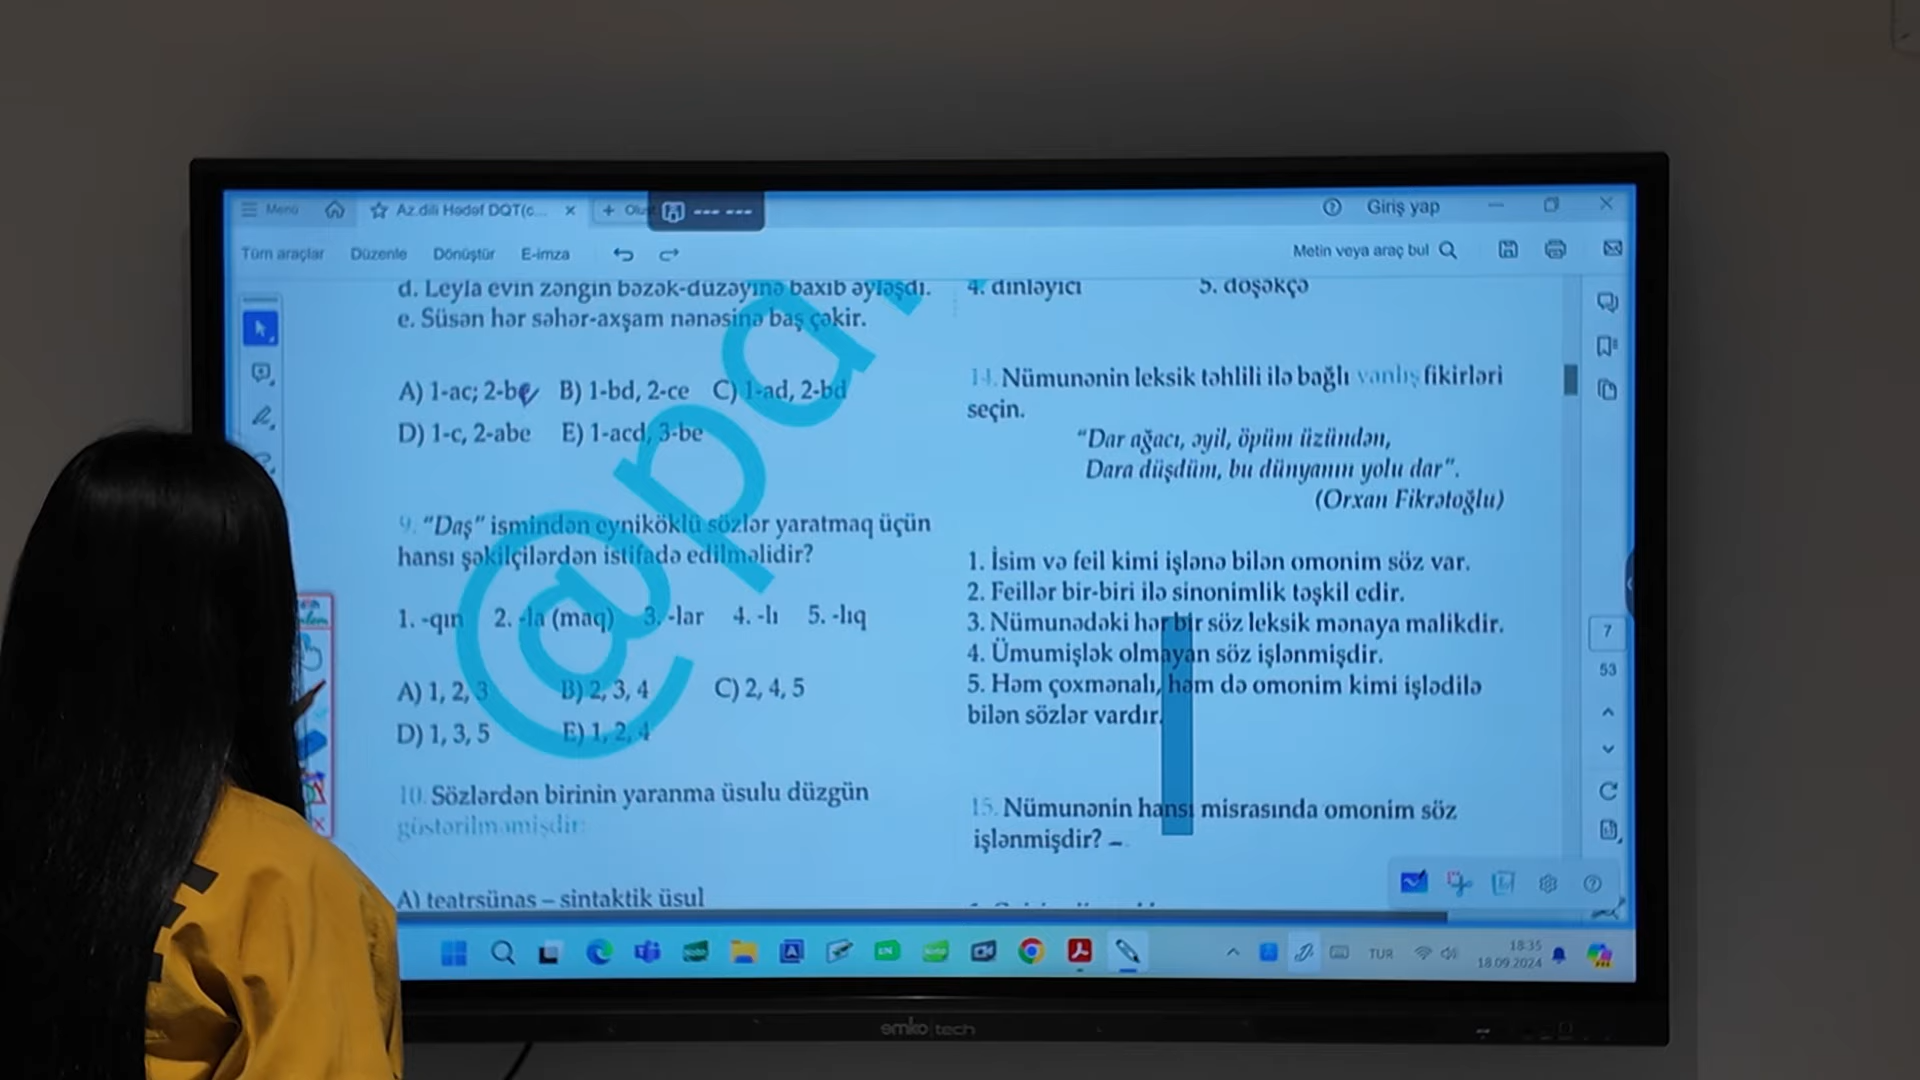 Menü
Az.dili Hədəf DQT(c...
+
Giriş yap
Tüm araçlar
Düzenle
Dönüştür
E-imza
Metin veya araç bul
d. Leyla evin zəngin bəzək-düzəyinə baxıb əyləşdi.
e. Süsən hər səhər-axşam nənəsinə baş çəkir.
A) 1-ac; 2-be B) 1-bd, 2-ce C) 1-ad, 2-bd
D) 1-c, 2-abe E) 1-acd, 3-be
9. “Daş” ismindən eyniköklü sözlər yaratmaq üçün
hansı şəkilçilərdən istifadə edilməlidir?
1. -qın 2. -la (maq) 3. -lar 4. -lı 5. -lıq
A) 1, 2, 3 B) 2, 3, 4 C) 2, 4, 5
D) 1, 3, 5 E) 1, 2, 4
10. Sözlərdən birinin yaranma üsulu düzgün
göstərilməmişdir:
A) teatrşünas – sintaktik üsul
@pa
4. dinləyici 5. döşəkçə
14. Nümunənin leksik təhlili ilə bağlı yanlış fikirləri
seçin.
“Dar ağacı, əyil, öpüm üzündən,
Dara düşdüm, bu dünyanın yolu dar”.
(Orxan Fikrətoğlu)
1. İsim və feil kimi işlənə bilən omonim söz var.
2. Feillər bir-biri ilə sinonimlik təşkil edir.
3. Nümunədəki hər bir söz leksik mənaya malikdir.
4. Ümumişlək olmayan söz işlənmişdir.
5. Həm çoxmənalı, həm də omonim kimi işlədilə
bilən sözlər vardır.
15. Nümunənin hansı misrasında omonim söz
işlənmişdir? –
7
53
TUR
18:35
18.09.2024
emko tech